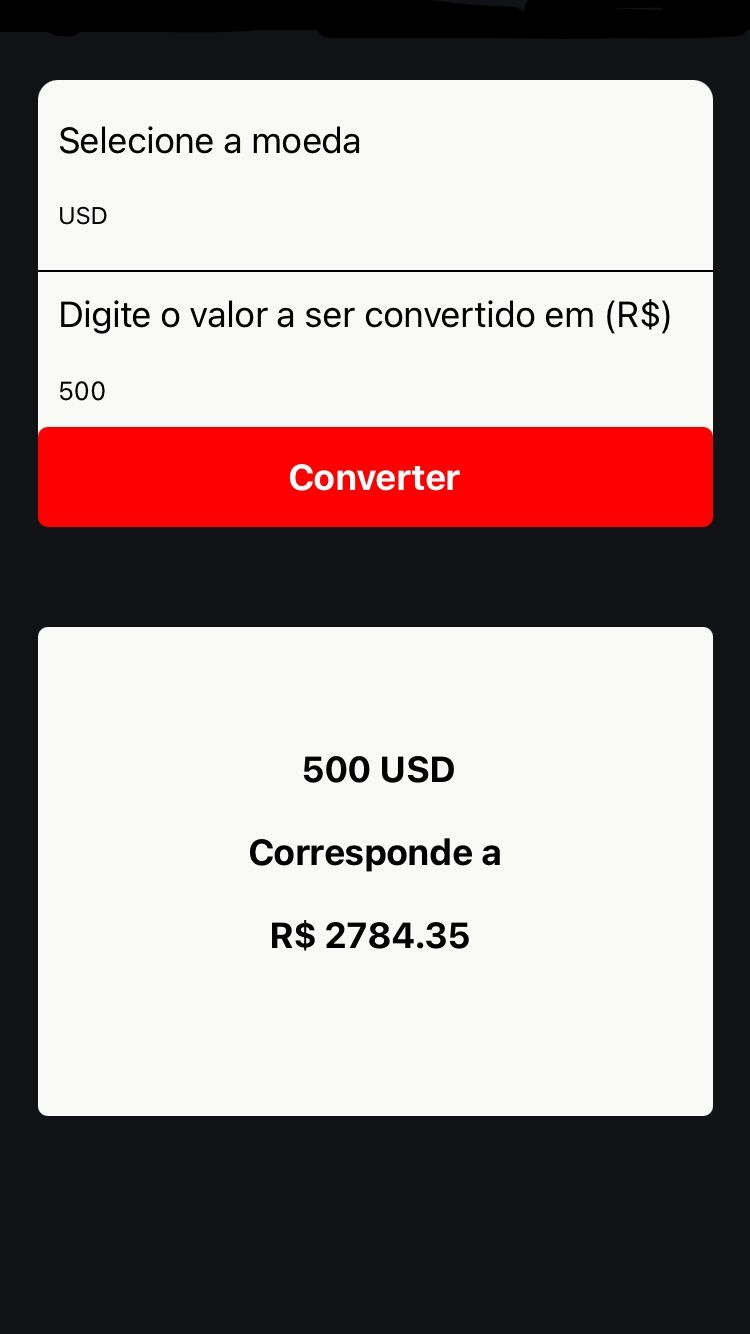 Selecione a moeda
USD
Digite o valor a ser convertido em (R$)
500
Converter
500 USD
Corresponde a
R$ 2784.35